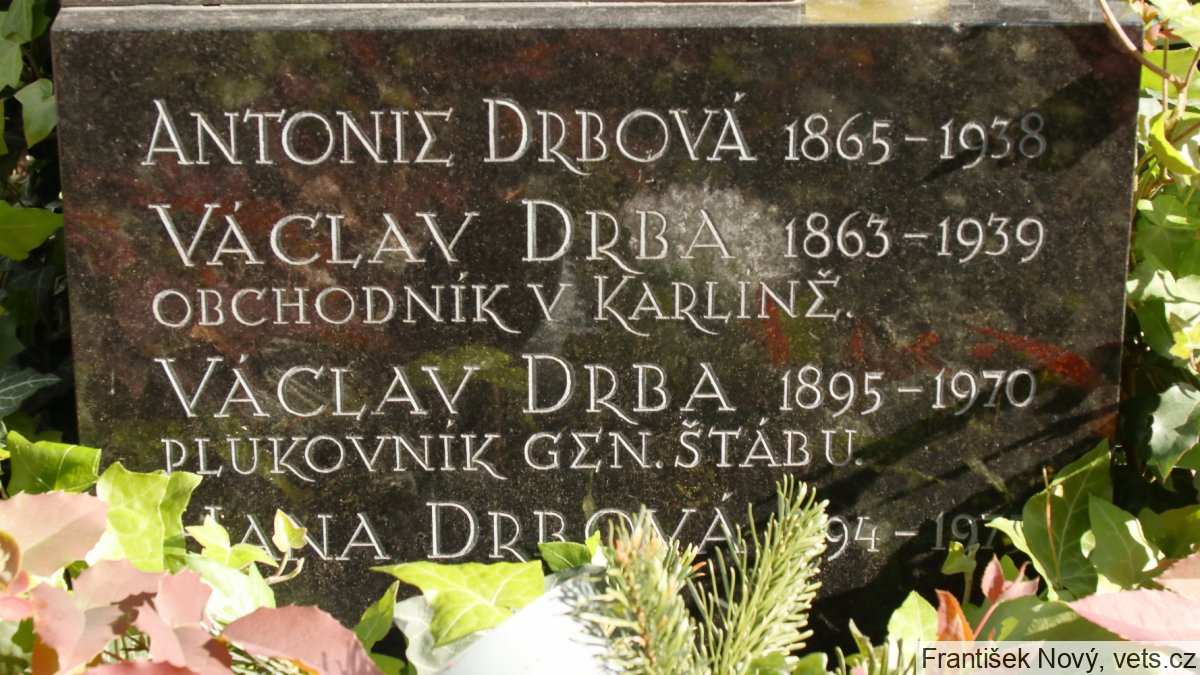 ANTONIE DRBOVÁ 1865-1938
VÁCLAV DRBA 1863-1939
OBCHODNÍK V KARLINĚ.
VÁCLAV DRBA 1895-1970
PLUKOVNÍK GEN. ŠTÁBU.
DRBOVÁ
František Nový, vets.cz